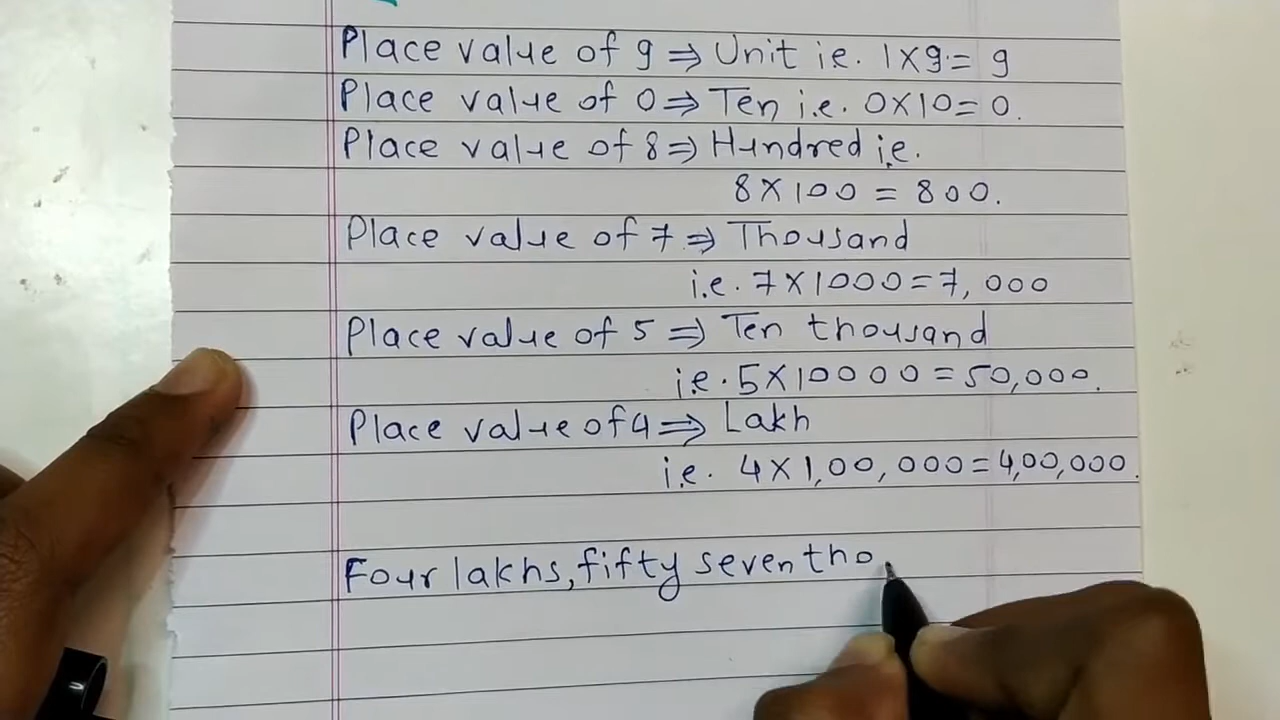 Place value of 9 ⇒ Unit i.e. 1×9 = 9
Place value of 0 ⇒ Ten i.e. 0×10=0.
Place value of 8 ⇒ Hundred i.e.
8×100 = 800.
Place value of 7 ⇒ Thousand
i.e. 7×1000=7,000
Place value of 5 ⇒ Ten thousand
i.e. 5×10000=50,000.
Place value of 4 ⇒ Lakh
i.e. 4×1,00,000=4,00,000.
Four lakhs, fifty seven tho